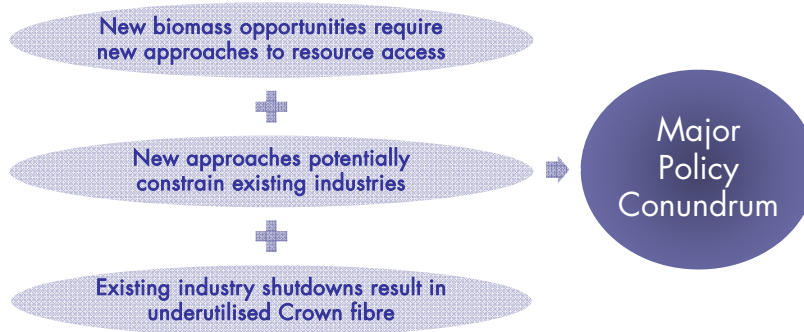 New biomass opportunities require
new approaches to resource access
New approaches potentially
constrain existing industries
Existing industry shutdowns result in
underutilised Crown fibre
Major
Policy
Conundrum